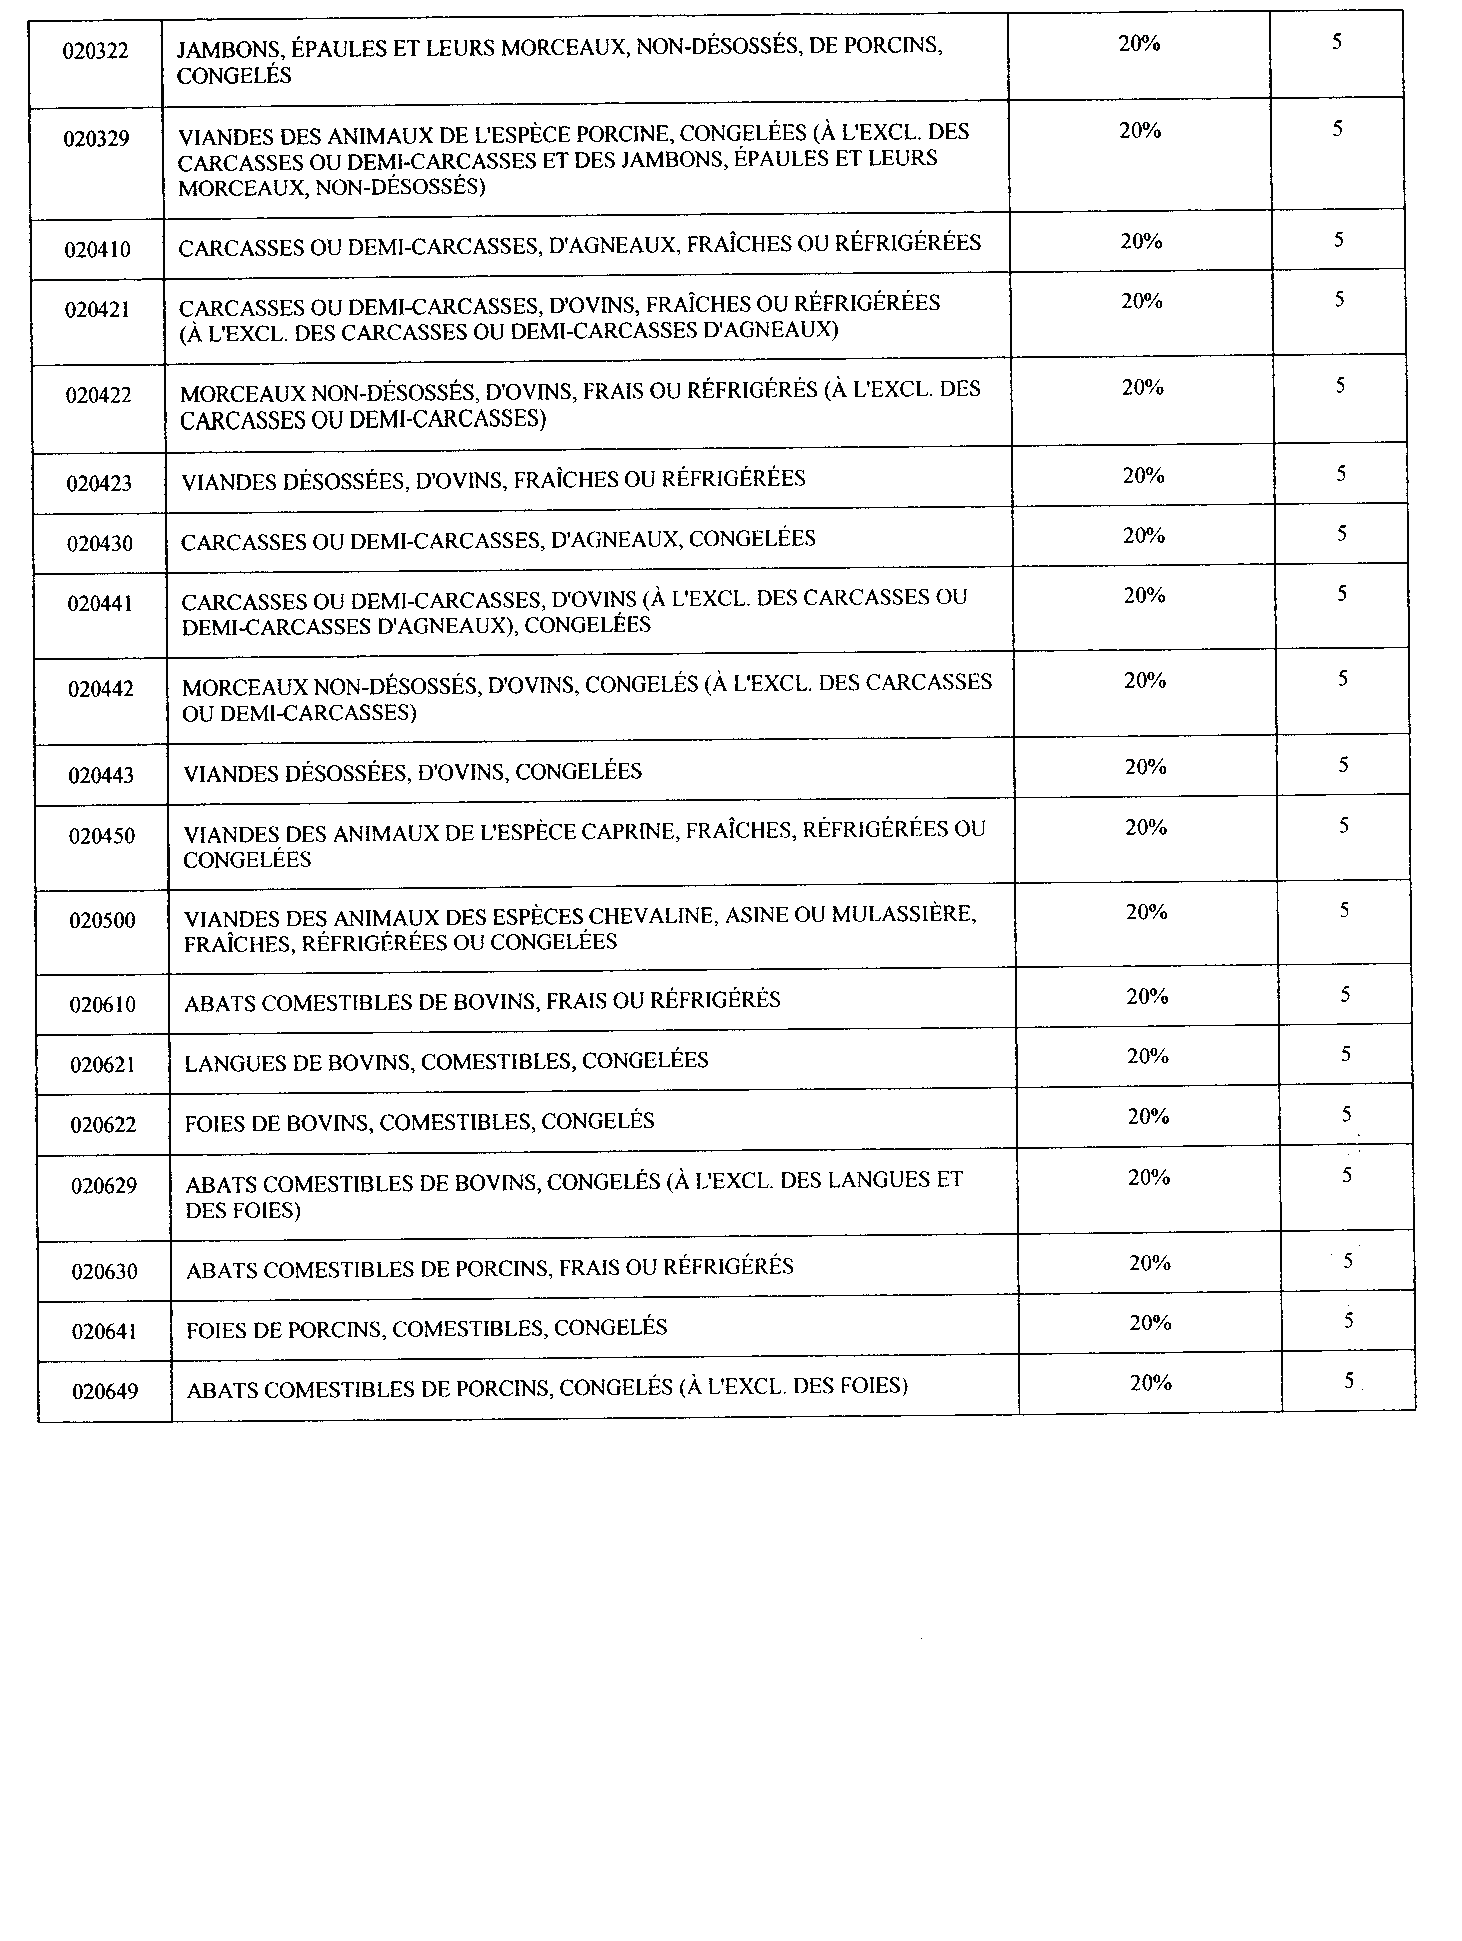 020322 JAMBONS, ÉPAULES ET LEURS MORCEAUX, NON-DÉSOSSÉS, DE PORCINS, 20% 5
CONGELÉS
020329 VIANDES DES ANIMAUX DE L'ESPÈCE PORCINE, CONGELÉES (À L'EXCL. DES 20% 5
CARCASSES OU DEMI-CARCASSES ET DES JAMBONS, ÉPAULES ET LEURS
MORCEAUX, NON-DÉSOSSÉS)
020410 CARCASSES OU DEMI-CARCASSES, D'AGNEAUX, FRAÎCHES OU RÉFRIGÉRÉES 20% 5
020421 CARCASSES OU DEMI-CARCASSES, D'OVINS, FRAÎCHES OU RÉFRIGÉRÉES 20% 5
(À L'EXCL. DES CARCASSES OU DEMI-CARCASSES D'AGNEAUX)
020422 MORCEAUX NON-DÉSOSSÉS, D'OVINS, FRAIS OU RÉFRIGÉRÉS (À L'EXCL. DES 20% 5
CARCASSES OU DEMI-CARCASSES)
020423 VIANDES DÉSOSSÉES, D'OVINS, FRAÎCHES OU RÉFRIGÉRÉES 20% 5
020430 CARCASSES OU DEMI-CARCASSES, D'AGNEAUX, CONGELÉES 20% 5
020441 CARCASSES OU DEMI-CARCASSES, D'OVINS (À L'EXCL. DES CARCASSES OU 20% 5
DEMI-CARCASSES D'AGNEAUX), CONGELÉES
020442 MORCEAUX NON-DÉSOSSÉS, D'OVINS, CONGELÉS (À L'EXCL. DES CARCASSES 20% 5
OU DEMI-CARCASSES)
020443 VIANDES DÉSOSSÉES, D'OVINS, CONGELÉES 20% 5
020450 VIANDES DES ANIMAUX DE L'ESPÈCE CAPRINE, FRAÎCHES, RÉFRIGÉRÉES OU 20% 5
CONGELÉES
020500 VIANDES DES ANIMAUX DES ESPÈCES CHEVALINE, ASINE OU MULASSIÈRE, 20% 5
FRAÎCHES, RÉFRIGÉRÉES OU CONGELÉES
020610 ABATS COMESTIBLES DE BOVINS, FRAIS OU RÉFRIGÉRÉS 20% 5
020621 LANGUES DE BOVINS, COMESTIBLES, CONGELÉES 20% 5
020622 FOIES DE BOVINS, COMESTIBLES, CONGELÉS 20% 5
020629 ABATS COMESTIBLES DE BOVINS, CONGELÉS (À L'EXCL. DES LANGUES ET 20% 5
DES FOIES)
020630 ABATS COMESTIBLES DE PORCINS, FRAIS OU RÉFRIGÉRÉS 20% 5
020641 FOIES DE PORCINS, COMESTIBLES, CONGELÉS 20% 5
020649 ABATS COMESTIBLES DE PORCINS, CONGELÉS (À L'EXCL. DES FOIES) 20% 5